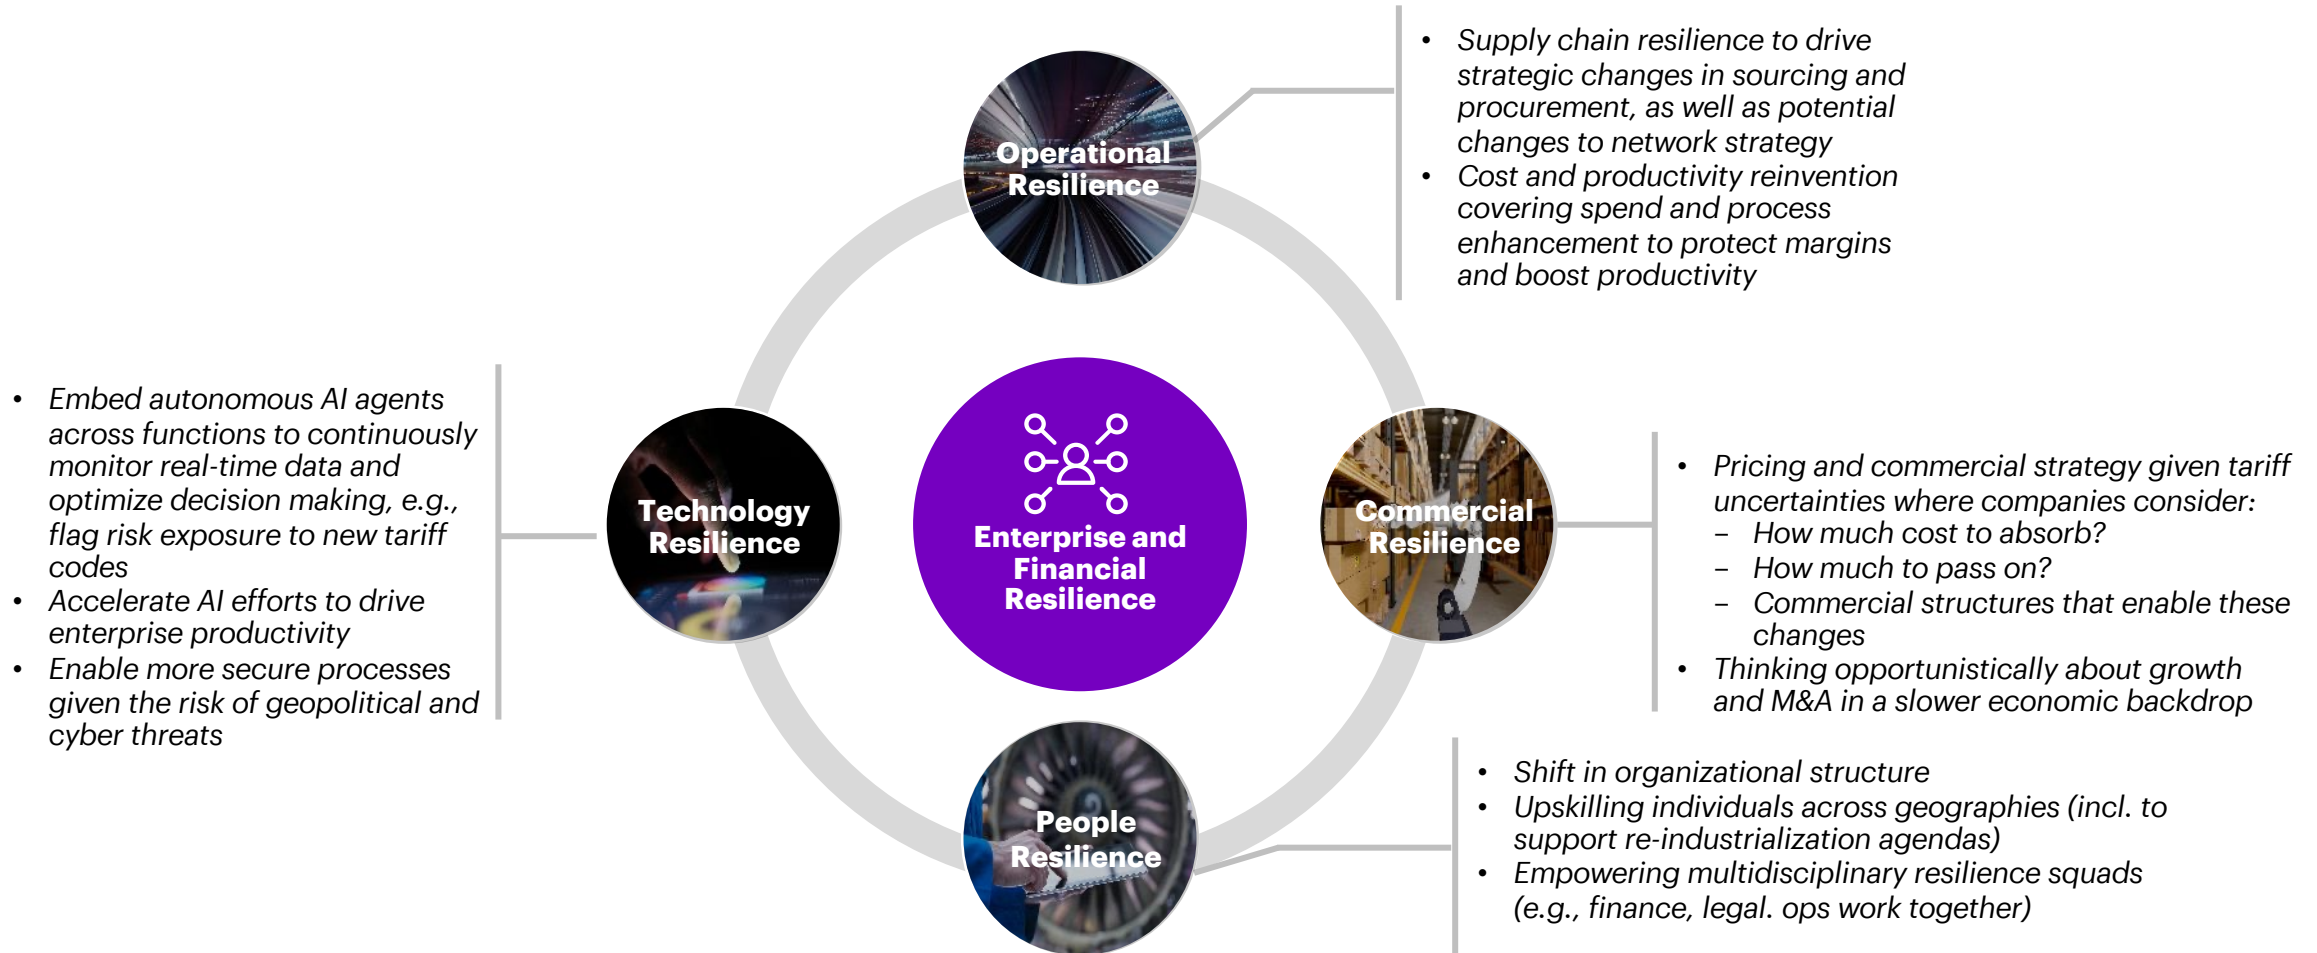 • Supply chain resilience to drive
strategic changes in sourcing and
procurement, as well as potential
changes to network strategy
• Cost and productivity reinvention
covering spend and process
enhancement to protect margins
and boost productivity
Operational
Resilience
• Embed autonomous AI agents
across functions to continuously
monitor real-time data and
optimize decision making, e.g.,
flag risk exposure to new tariff
codes
• Accelerate AI efforts to drive
enterprise productivity
• Enable more secure processes
given the risk of geopolitical and
cyber threats
Technology
Resilience
Enterprise and
Financial
Resilience
Commercial
Resilience
• Pricing and commercial strategy given tariff
uncertainties where companies consider:
– How much cost to absorb?
– How much to pass on?
– Commercial structures that enable these
changes
• Thinking opportunistically about growth
and M&A in a slower economic backdrop
People
Resilience
• Shift in organizational structure
• Upskilling individuals across geographies (incl. to
support re-industrialization agendas)
• Empowering multidisciplinary resilience squads
(e.g., finance, legal. ops work together)